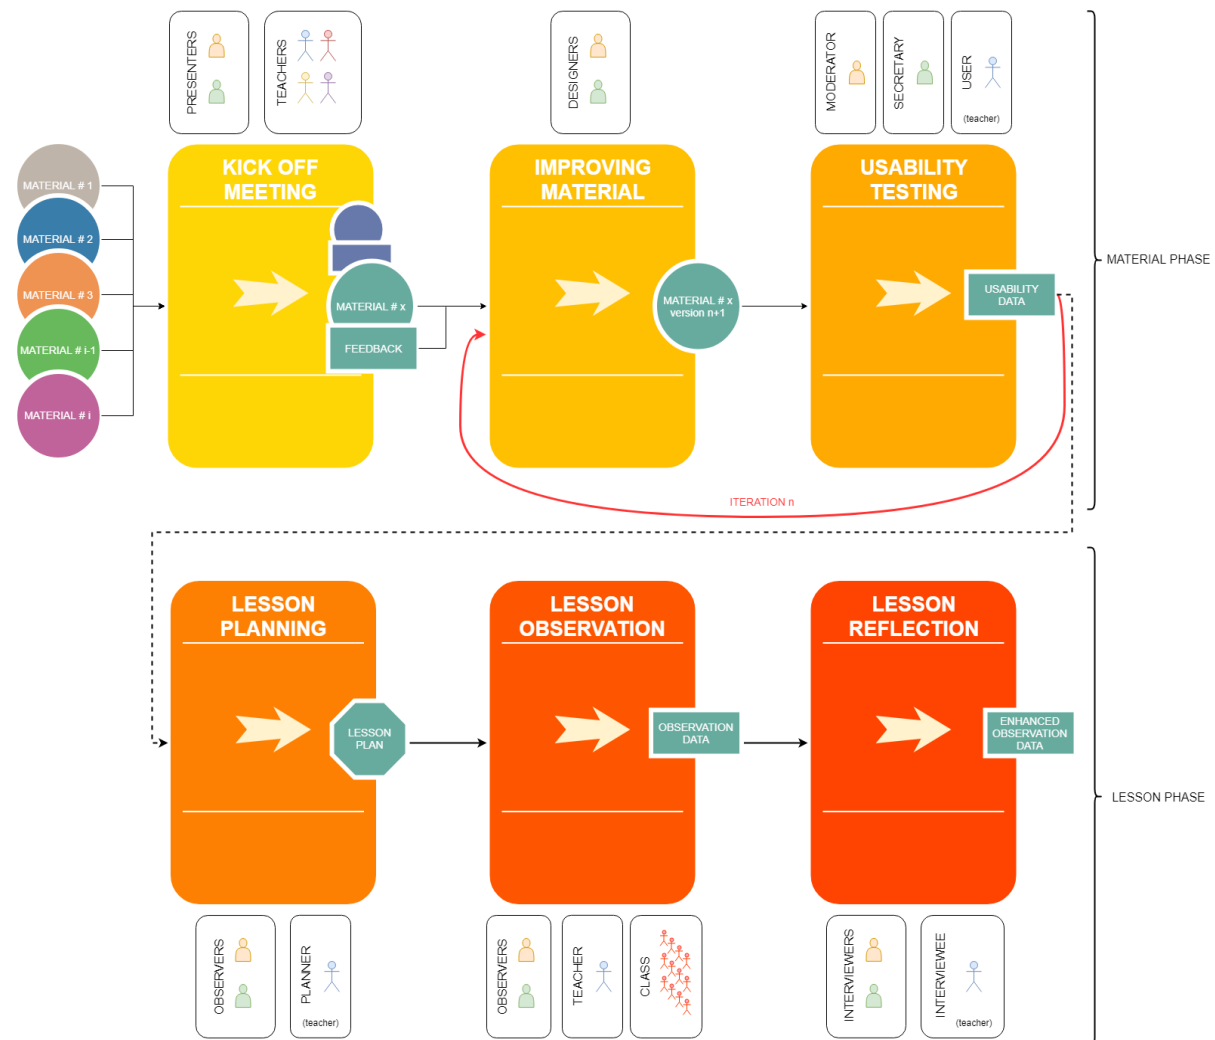 PRESENTERS
TEACHERS
DESIGNERS
MODERATOR
SECRETARY
USER
(teacher)
MATERIAL # 1
MATERIAL # 2
MATERIAL # 3
MATERIAL # i-1
MATERIAL # i
KICK OFF
MEETING
MATERIAL # x
FEEDBACK
IMPROVING
MATERIAL
MATERIAL # x
version n+1
USABILITY
TESTING
USABILITY
DATA
MATERIAL PHASE
ITERATION n
LESSON
PLANNING
LESSON
PLAN
LESSON
OBSERVATION
OBSERVATION
DATA
LESSON
REFLECTION
ENHANCED
OBSERVATION
DATA
LESSON PHASE
OBSERVERS
PLANNER
(teacher)
OBSERVERS
TEACHER
CLASS
INTERVIEWERS
INTERVIEWEE
(teacher)